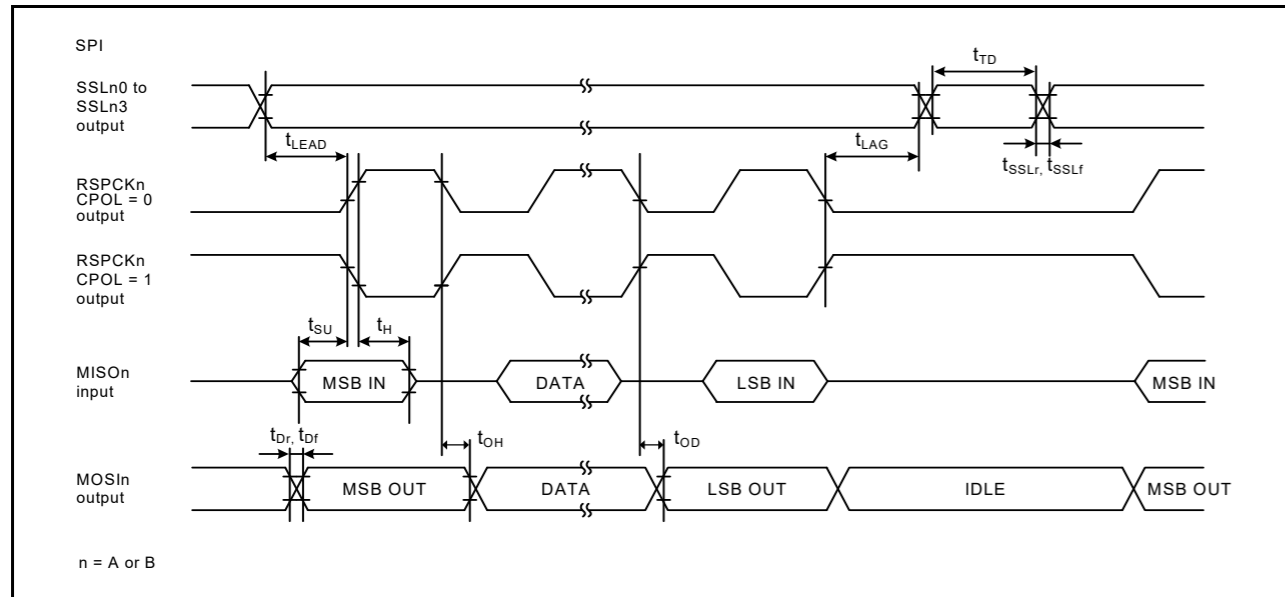 SPI
SSLn0 to
SSLn3
output
tTD
tLEAD
tLAG
tSSLr, tSSLf
RSPCKn
CPOL = 0
output
RSPCKn
CPOL = 1
output
tSU
tH
MISOn
input
MSB IN
DATA
LSB IN
MSB IN
tDr, tDf
tOH
tOD
MOSIn
output
MSB OUT
DATA
LSB OUT
IDLE
MSB OUT
n = A or B